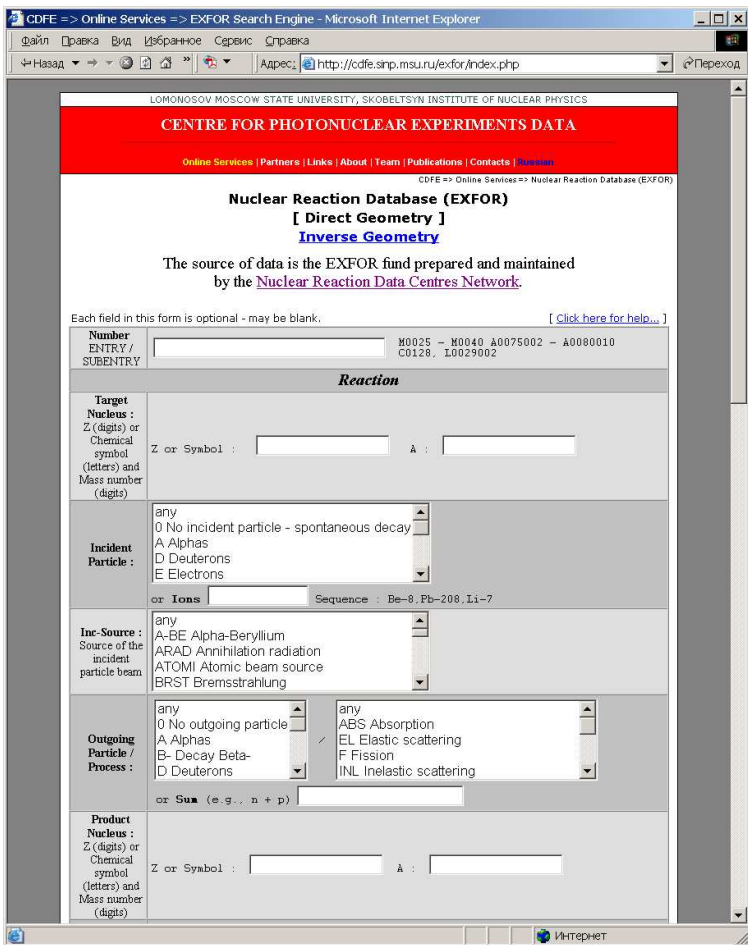 CDFE => Online Services => EXFOR Search Engine - Microsoft Internet Explorer
Файл Правка Вид Избранное Сервис Справка
Назад » Адрес: http://cdfe.sinp.msu.ru/exfor/index.php Переход
LOMONOSOV MOSCOW STATE UNIVERSITY, SKOBELTSYN INSTITUTE OF NUCLEAR PHYSICS
CENTRE FOR PHOTONUCLEAR EXPERIMENTS DATA
Online Services | Partners | Links | About | Team | Publications | Contacts | Russian
CDFE => Online Services => Nuclear Reaction Database (EXFOR)
Nuclear Reaction Database (EXFOR)
[ Direct Geometry ]
Inverse Geometry
The source of data is the EXFOR fund prepared and maintained
by the Nuclear Reaction Data Centres Network.
Each field in this form is optional - may be blank. [ Click here for help... ]
Number
ENTRY /
SUBENTRY
M0025 - M0040 A0075002 - A0080010
C0128, L0029002
Reaction
Target
Nucleus :
Z (digits) or
Chemical
symbol
(letters) and
Mass number
(digits)
Z or Symbol : A :
Incident
Particle :
any
0 No incident particle - spontaneous decay
A Alphas
D Deuterons
E Electrons
or Ions Sequence : Be-8,Pb-208,Li-7
Inc-Source :
Source of the
incident
particle beam
any
A-BE Alpha-Beryllium
ARAD Annihilation radiation
ATOMI Atomic beam source
BRST Bremsstrahlung
Outgoing
Particle /
Process :
any
0 No outgoing particle
A Alphas
B- Decay Beta-
D Deuterons
/
any
ABS Absorption
EL Elastic scattering
F Fission
INL Inelastic scattering
or Sum (e.g., n + p)
Product
Nucleus :
Z (digits) or
Chemical
symbol
(letters) and
Mass number
(digits)
Z or Symbol : A :
Интернет